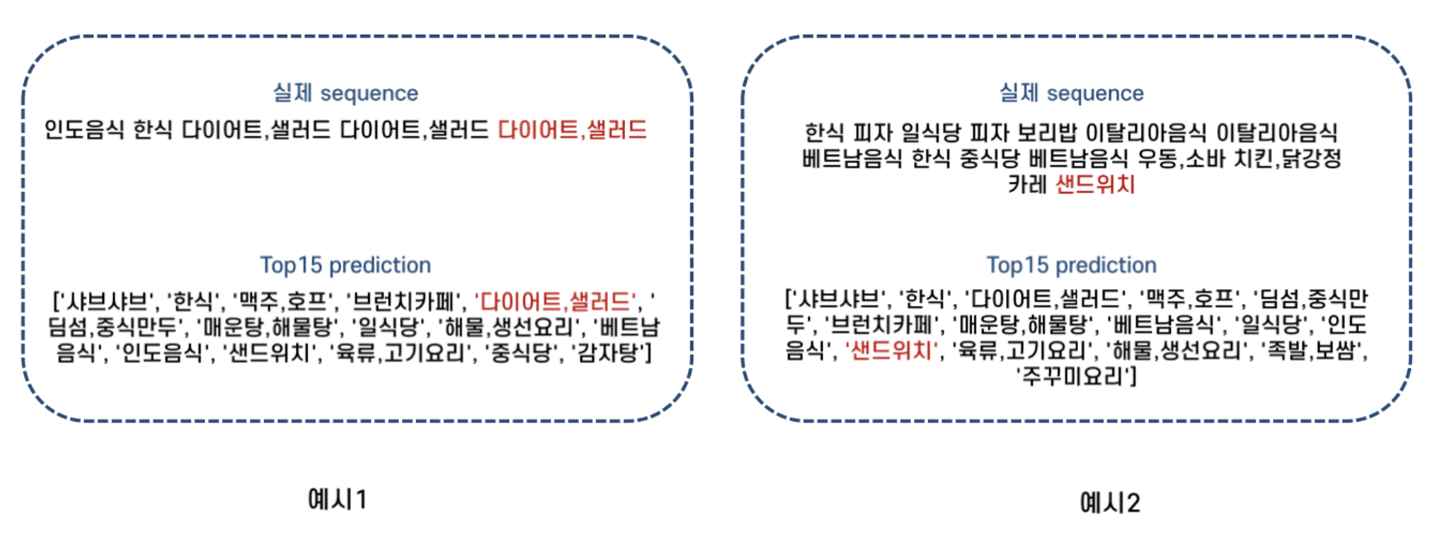 실제 sequence
인도음식 한식 다이어트,샐러드 다이어트,샐러드 다이어트,샐러드
Top15 prediction
['샤브샤브', '한식', '맥주,호프', '브런치카페', '다이어트,샐러드', '
딤섬,중식만두', '매운탕,해물탕', '일식당', '해물,생선요리', '베트남
음식', '인도음식', '샌드위치', '육류,고기요리', '중식당', '감자탕']
예시1
실제 sequence
한식 피자 일식당 피자 보리밥 이탈리아음식 이탈리아음식
베트남음식 한식 중식당 베트남음식 우동,소바 치킨,닭강정
카레 샌드위치
Top15 prediction
['샤브샤브', '한식', '다이어트,샐러드', '맥주,호프', '딤섬,중식만
두', '브런치카페', '매운탕,해물탕', '베트남음식', '일식당', '인도
음식', '샌드위치', '육류,고기요리', '해물,생선요리', '족발,보쌈',
'주꾸미요리']
예시2